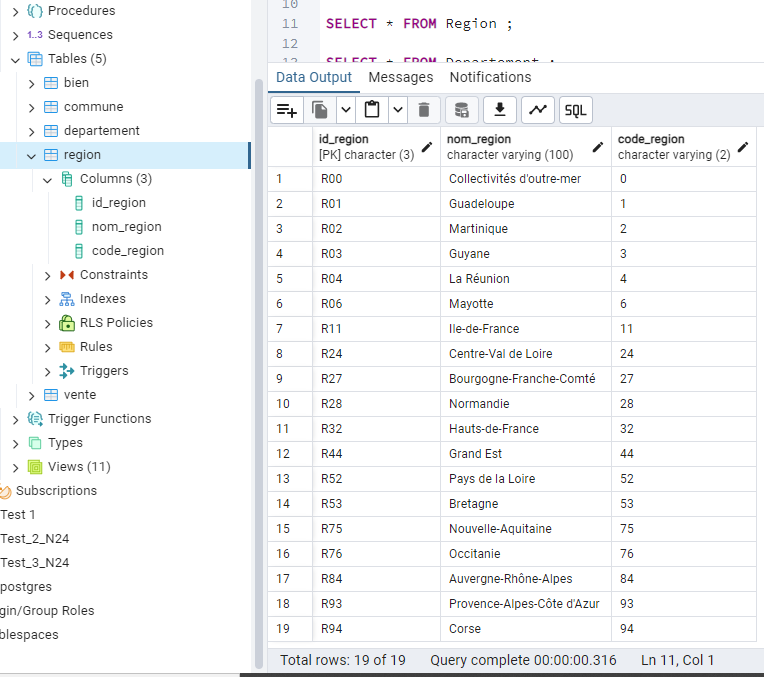 Procedures
1..3 Sequences
Tables (5)
bien
commune
departement
region
Columns (3)
id_region
nom_region
code_region
Constraints
Indexes
RLS Policies
Rules
Triggers
vente
Trigger Functions
Types
Views (11)
Subscriptions
Test 1
Test_2_N24
Test_3_N24
postgres
gin/Group Roles
blespaces
10
11 SELECT * FROM Region ;
12
13 SELECT * FROM Departement ;
Data Output Messages Notifications
SQL
id_region nom_region code_region
[PK] character (3) character varying (100) character varying (2)
1 R00 Collectivités d'outre-mer 0
2 R01 Guadeloupe 1
3 R02 Martinique 2
4 R03 Guyane 3
5 R04 La Réunion 4
6 R06 Mayotte 6
7 R11 Ile-de-France 11
8 R24 Centre-Val de Loire 24
9 R27 Bourgogne-Franche-Comté 27
10 R28 Normandie 28
11 R32 Hauts-de-France 32
12 R44 Grand Est 44
13 R52 Pays de la Loire 52
14 R53 Bretagne 53
15 R75 Nouvelle-Aquitaine 75
16 R76 Occitanie 76
17 R84 Auvergne-Rhône-Alpes 84
18 R93 Provence-Alpes-Côte d'Azur 93
19 R94 Corse 94
Total rows: 19 of 19 Query complete 00:00:00.316 Ln 11, Col 1